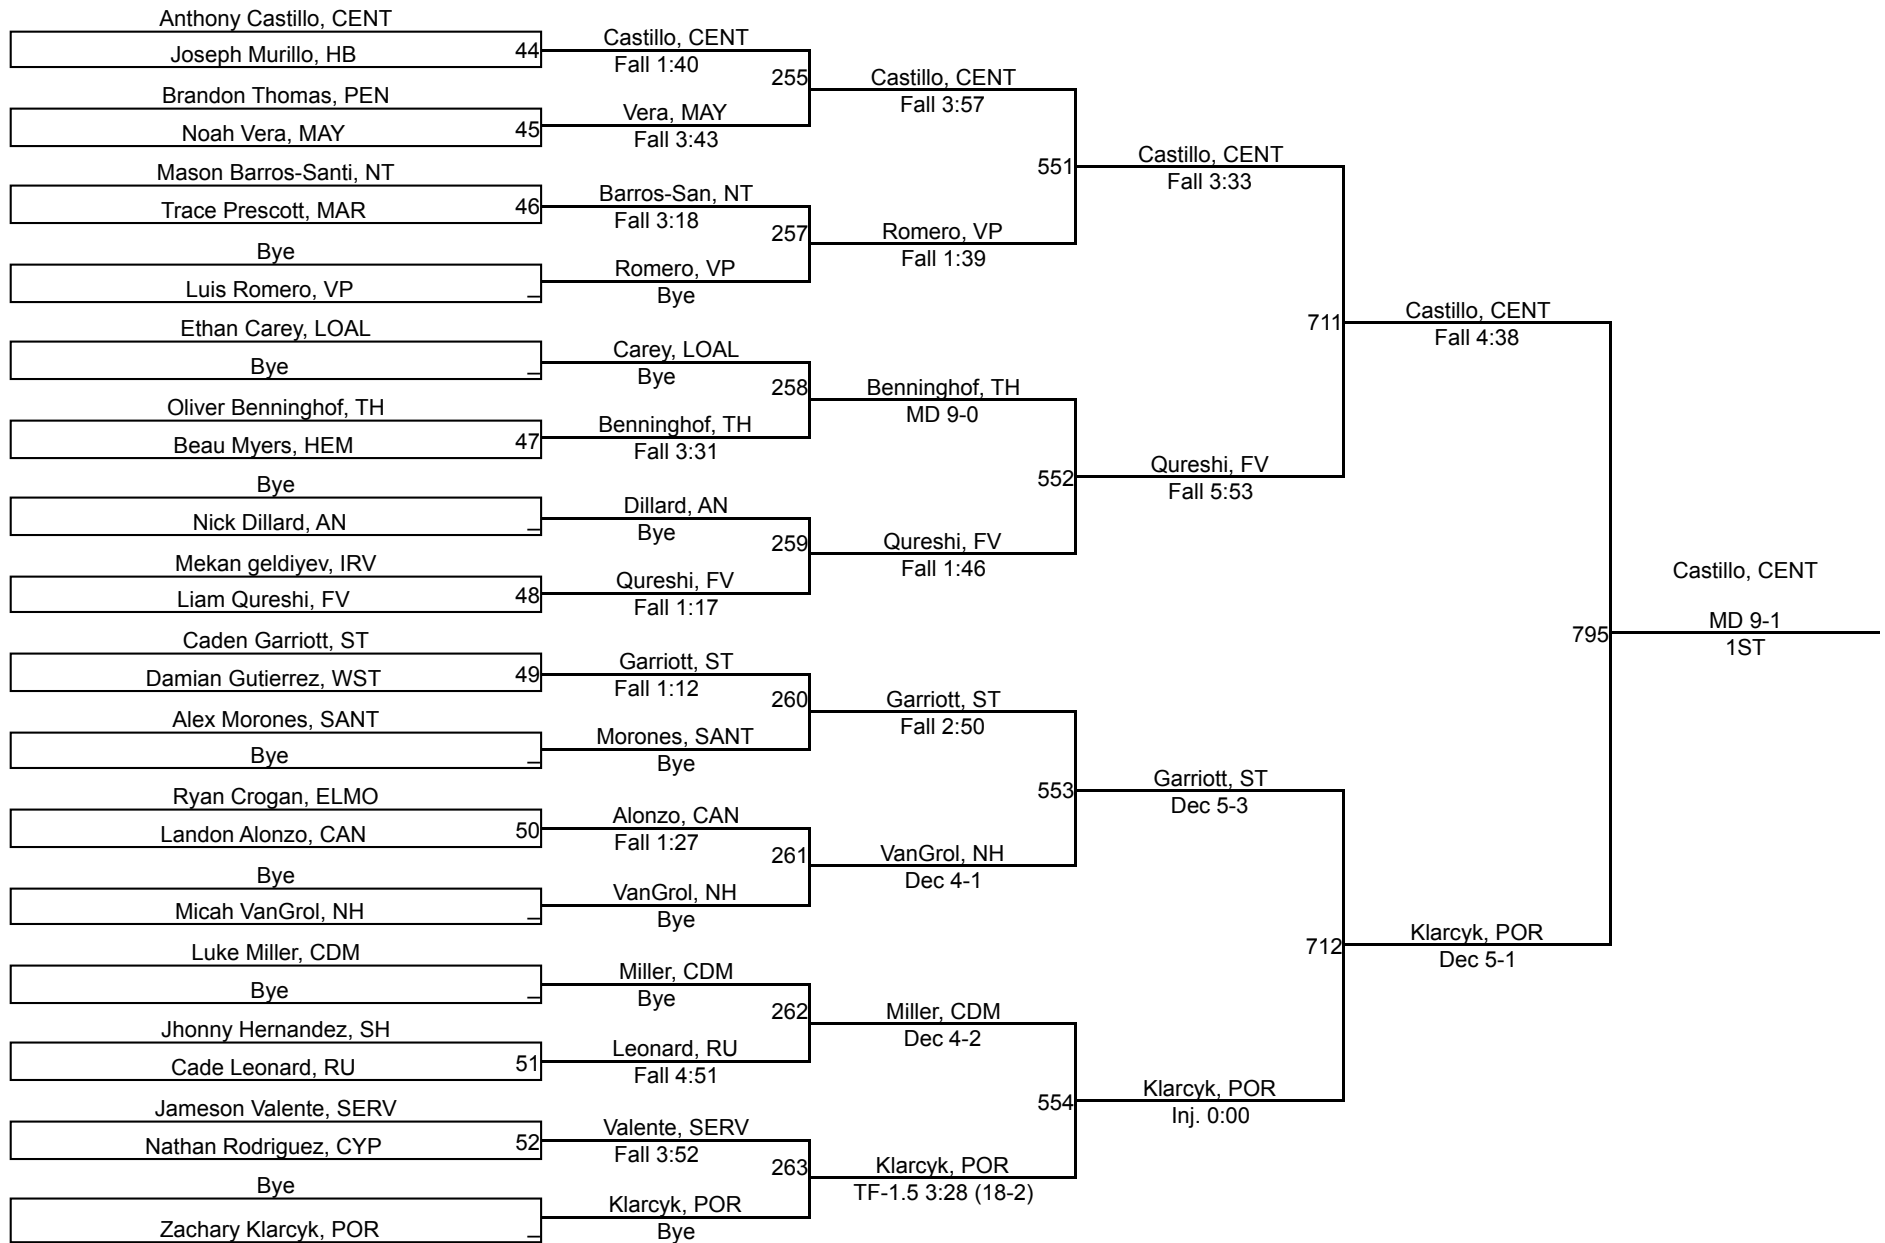 Anthony Castillo, CENT
Joseph Murillo, HB 44
Brandon Thomas, PEN
Noah Vera, MAY 45
Mason Barros-Santi, NT
Trace Prescott, MAR 46
Bye
Luis Romero, VP _
Ethan Carey, LOAL
Bye _
Oliver Benninghof, TH
Beau Myers, HEM 47
Bye
Nick Dillard, AN _
Mekan geldiyev, IRV
Liam Qureshi, FV 48
Caden Garriott, ST
Damian Gutierrez, WST 49
Alex Morones, SANT
Bye _
Ryan Crogan, ELMO
Landon Alonzo, CAN 50
Bye
Micah VanGrol, NH _
Luke Miller, CDM
Bye _
Jhonny Hernandez, SH
Cade Leonard, RU 51
Jameson Valente, SERV
Nathan Rodriguez, CYP 52
Bye
Zachary Klarcyk, POR _
Castillo, CENT
Fall 1:40
255
Vera, MAY
Fall 3:43
Barros-San, NT
Fall 3:18
257
Romero, VP
Bye
Carey, LOAL
Bye
258
Benninghof, TH
Fall 3:31
Dillard, AN
Bye
259
Qureshi, FV
Fall 1:17
Garriott, ST
Fall 1:12
260
Morones, SANT
Bye
Alonzo, CAN
Fall 1:27
261
VanGrol, NH
Bye
Miller, CDM
Bye
262
Leonard, RU
Fall 4:51
Valente, SERV
Fall 3:52
263
Klarcyk, POR
Bye
Castillo, CENT
Fall 3:57
551
Romero, VP
Fall 1:39
Benninghof, TH
MD 9-0
552
Qureshi, FV
Fall 1:46
Garriott, ST
Fall 2:50
553
VanGrol, NH
Dec 4-1
Miller, CDM
Dec 4-2
554
Klarcyk, POR
TF-1.5 3:28 (18-2)
Castillo, CENT
Fall 3:33
711
Qureshi, FV
Fall 5:53
Garriott, ST
Dec 5-3
712
Klarcyk, POR
Inj. 0:00
Castillo, CENT
Fall 4:38
795
Klarcyk, POR
Dec 5-1
Castillo, CENT
MD 9-1
1ST